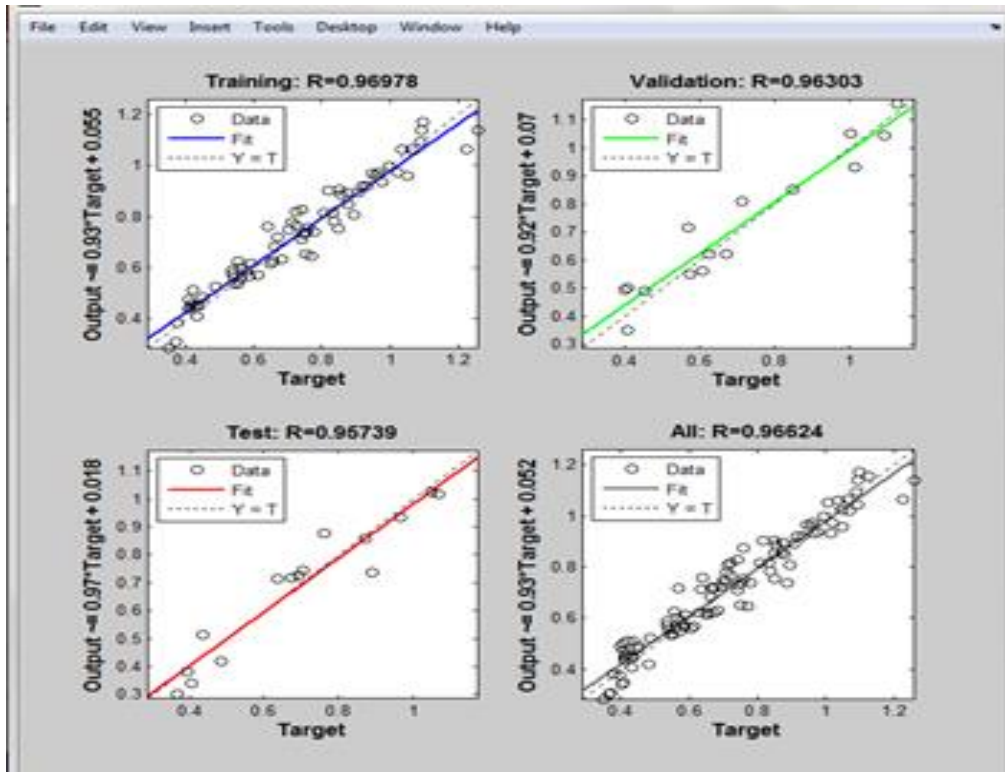 File Edit View Insert Tools Desktop Window Help
Training: R=0.96978
Output ~= 0.93*Target + 0.055
1.2
1
0.8
0.6
0.4
Data
Fit
Y = T
0.4 0.6 0.8 1 1.2
Target
Validation: R=0.96303
Output ~= 0.92*Target + 0.07
1.1
1
0.9
0.8
0.7
0.6
0.5
0.4
0.3
Data
Fit
Y = T
0.4 0.6 0.8 1
Target
Test: R=0.95739
Output ~= 0.97*Target + 0.018
1.1
1
0.9
0.8
0.7
0.6
0.5
0.4
0.3
Data
Fit
Y = T
0.4 0.6 0.8 1
Target
All: R=0.96624
Output ~= 0.93*Target + 0.052
1.2
1
0.8
0.6
0.4
Data
Fit
Y = T
0.4 0.6 0.8 1 1.2
Target